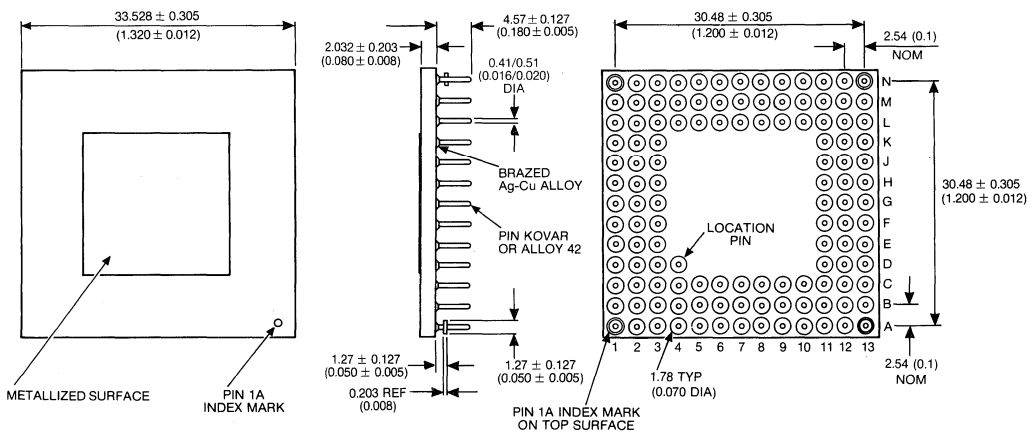 33.528 ± 0.305
(1.320 ± 0.012)
4.57 ± 0.127
(0.180 ± 0.005)
2.032 ± 0.203
(0.080 ± 0.008)
0.41/0.51
(0.016/0.020)
DIA
30.48 ± 0.305
(1.200 ± 0.012)
2.54 (0.1)
NOM
N
M
L
K
J
H
G
F
E
D
C
B
A
30.48 ± 0.305
(1.200 ± 0.012)
BRAZED
Ag-Cu ALLOY
PIN KOVAR
OR ALLOY 42
LOCATION
PIN
1 2 3 4 5 6 7 8 9 10 11 12 13
2.54 (0.1)
NOM
METALLIZED SURFACE
PIN 1A
INDEX MARK
1.27 ± 0.127
(0.050 ± 0.005)
0.203 REF
(0.008)
1.27 ± 0.127
(0.050 ± 0.005)
1.78 TYP
(0.070 DIA)
PIN 1A INDEX MARK
ON TOP SURFACE